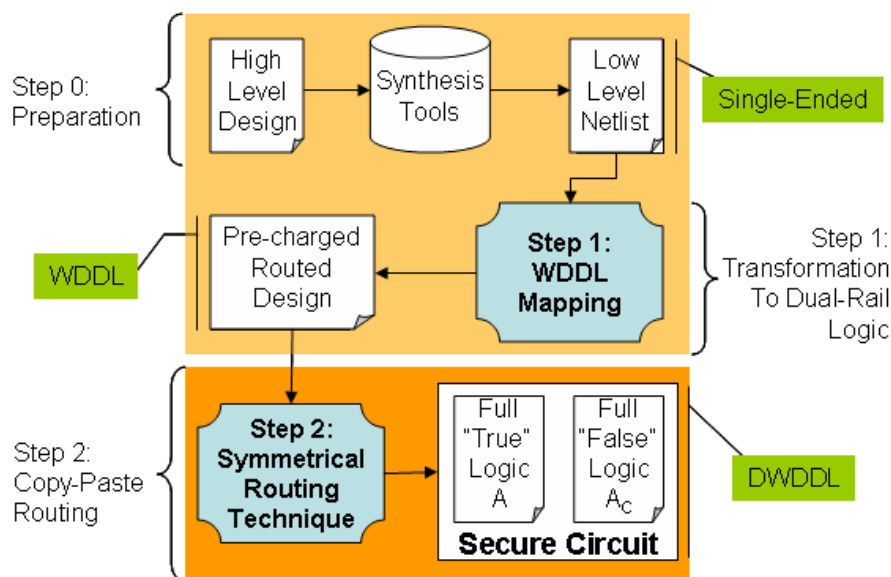 Step 0:
Preparation
High
Level
Design
Synthesis
Tools
Low
Level
Netlist
Single-Ended
WDDL
Pre-charged
Routed
Design
Step 1:
WDDL
Mapping
Step 1:
Transformation
To Dual-Rail
Logic
Step 2:
Copy-Paste
Routing
Step 2:
Symmetrical
Routing
Technique
Full
"True"
Logic
A
Full
"False"
Logic
Ac
Secure Circuit
DWDDL